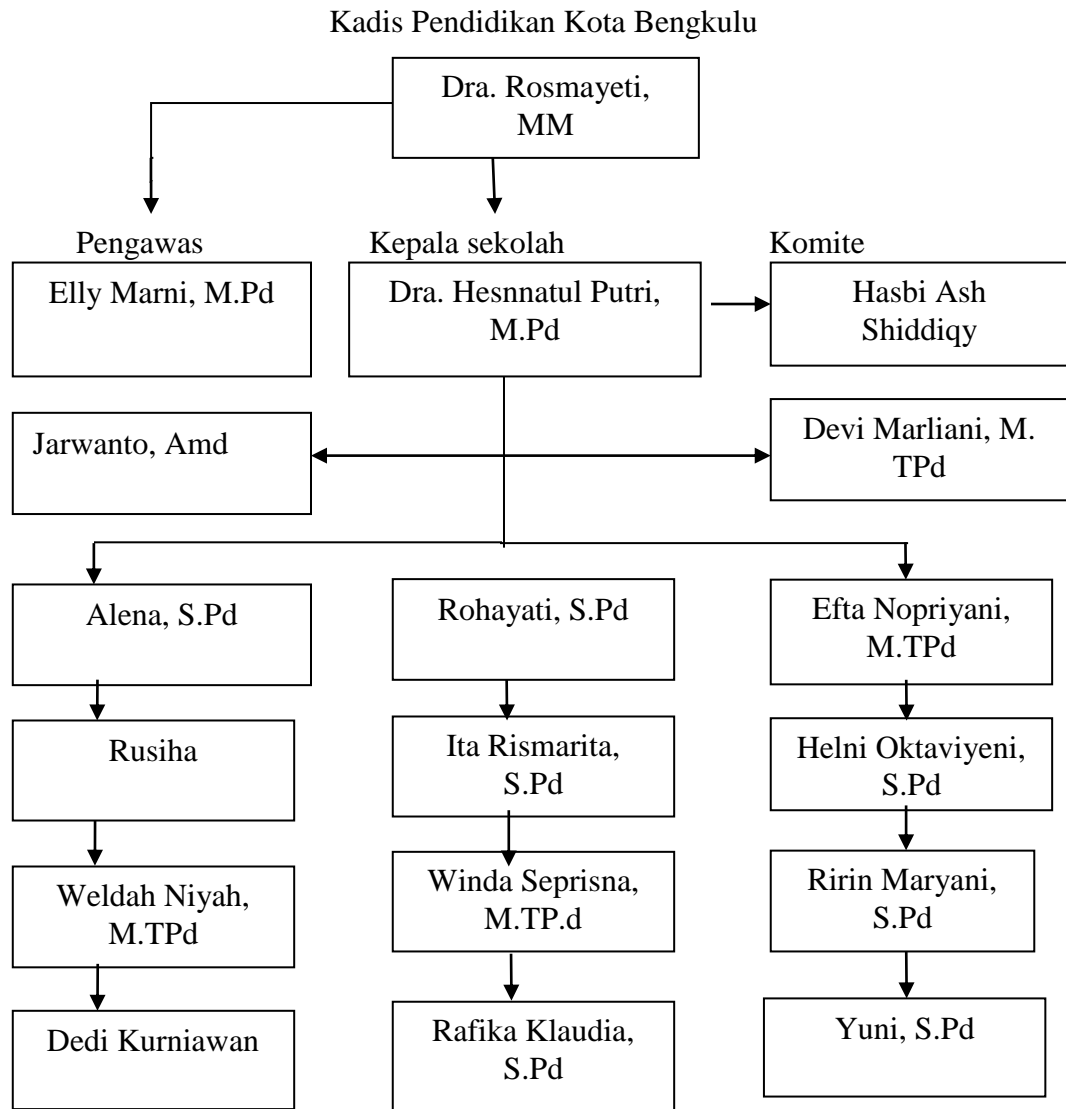 Kadis Pendidikan Kota Bengkulu
Dra. Rosmayeti,
MM
Pengawas
Kepala sekolah
Komite
Elly Marni, M.Pd
Dra. Hesnnatul Putri,
M.Pd
Hasbi Ash
Shiddiqy
Jarwanto, Amd
Devi Marliani, M.
TPd
Alena, S.Pd
Rohayati, S.Pd
Efta Nopriyani,
M.TPd
Rusiha
Ita Rismarita,
S.Pd
Helni Oktaviyeni,
S.Pd
Weldah Niyah,
M.TPd
Winda Seprisna,
M.TP.d
Ririn Maryani,
S.Pd
Dedi Kurniawan
Rafika Klaudia,
S.Pd
Yuni, S.Pd